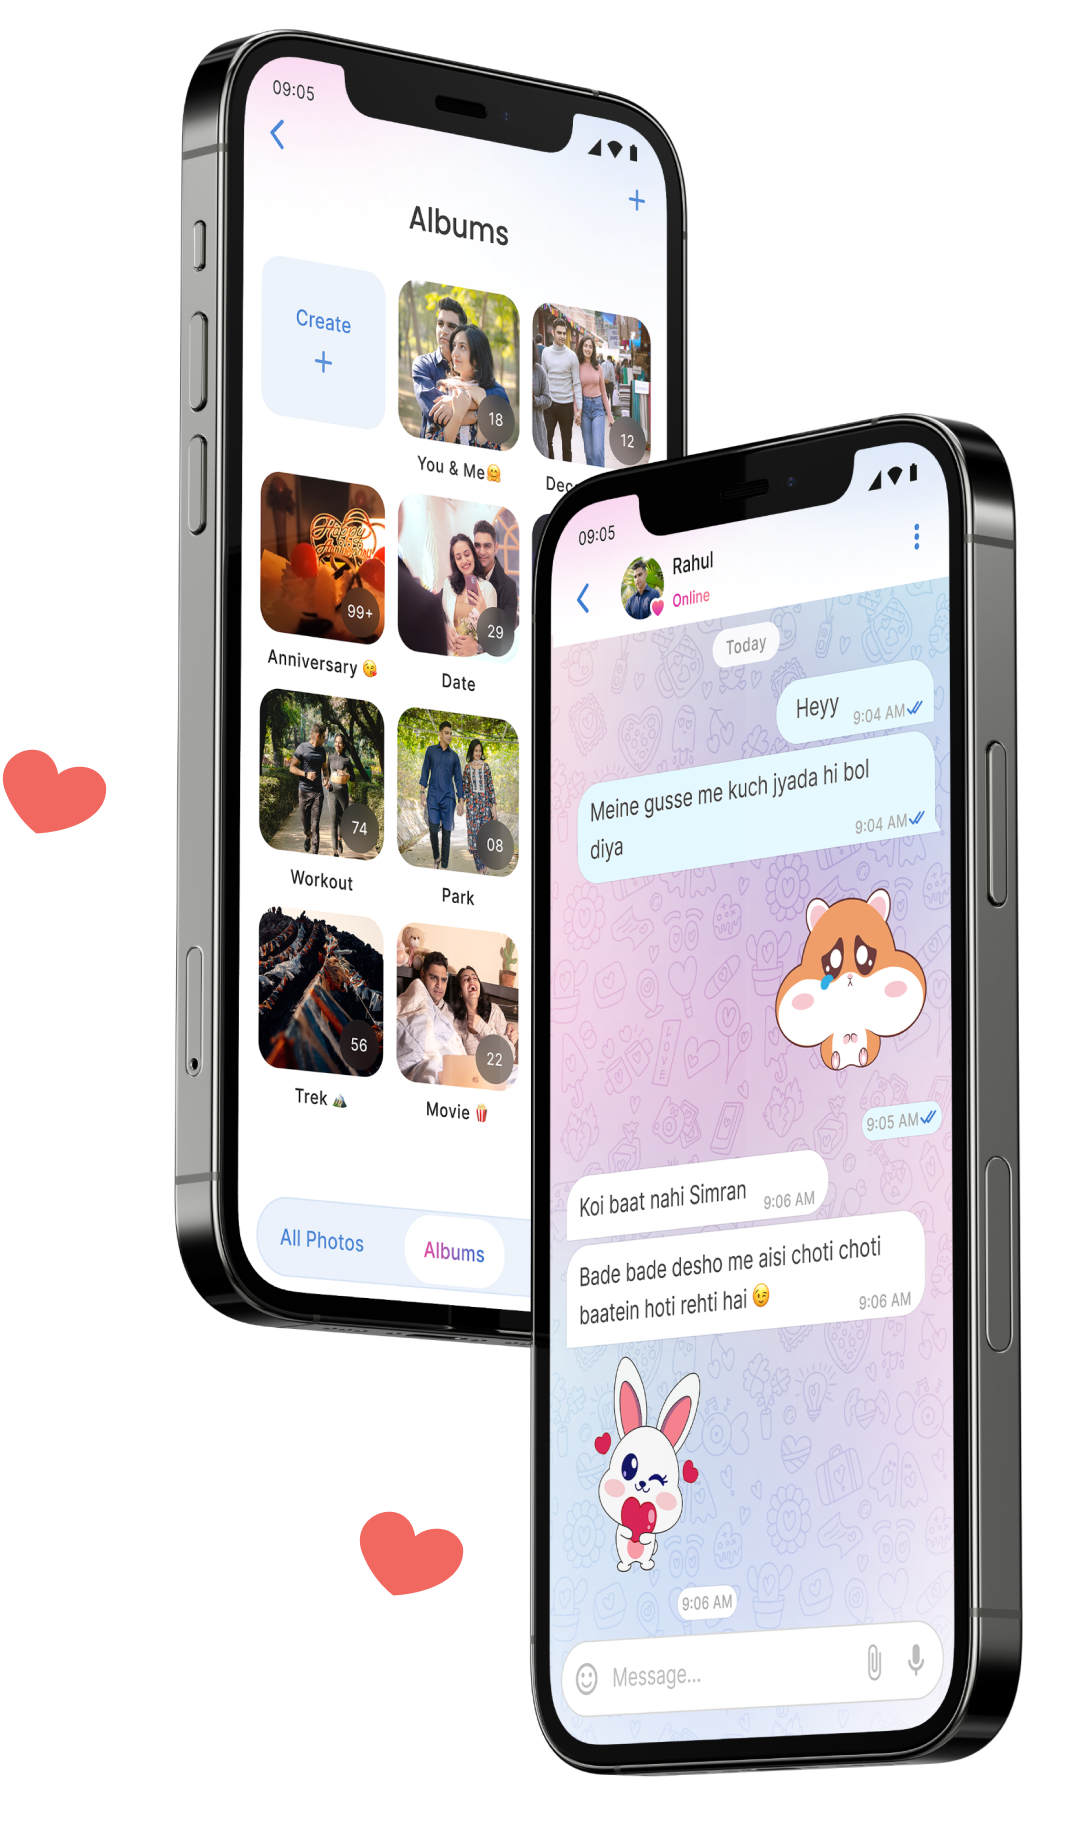 09:05
Albums
Create
+
18
12
You & Me🤗
99+
29
Anniversary 😘
Date
74
08
Workout
Park
56
22
Trek ⛰️
Movie 🍿
All Photos
Albums
09:05
Rahul
Online
Today
Heyy
9:04 AM
Meine gusse me kuch jyada hi bol
diya
9:04 AM
9:05 AM
Koi baat nahi Simran
9:06 AM
Bade bade desho me aisi choti choti
baatein hoti rehti hai 😉
9:06 AM
9:06 AM
Message...